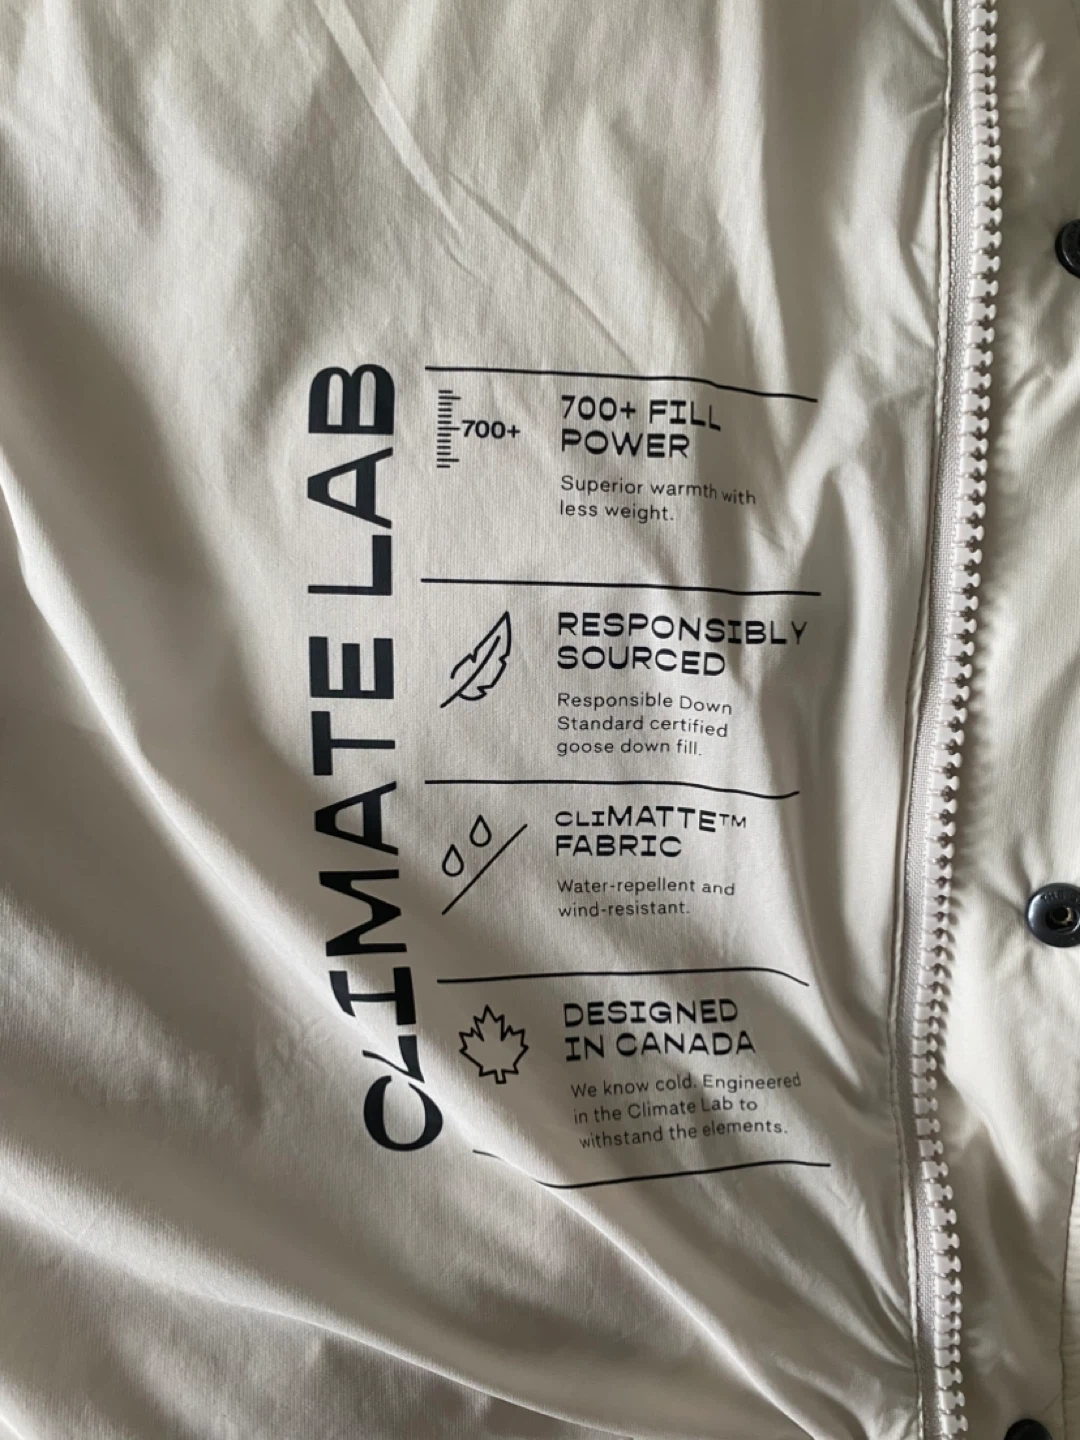 CLIMATE LAB
700+
700+ FILL
POWER
Superior warmth with
less weight.
RESPONSIBLY
SOURCED
Responsible Down
Standard certified
goose down fill.
CLIMATTE™
FABRIC
Water-repellent and
wind-resistant.
DESIGNED
IN CANADA
We know cold. Engineered
in the Climate Lab to
withstand the elements.